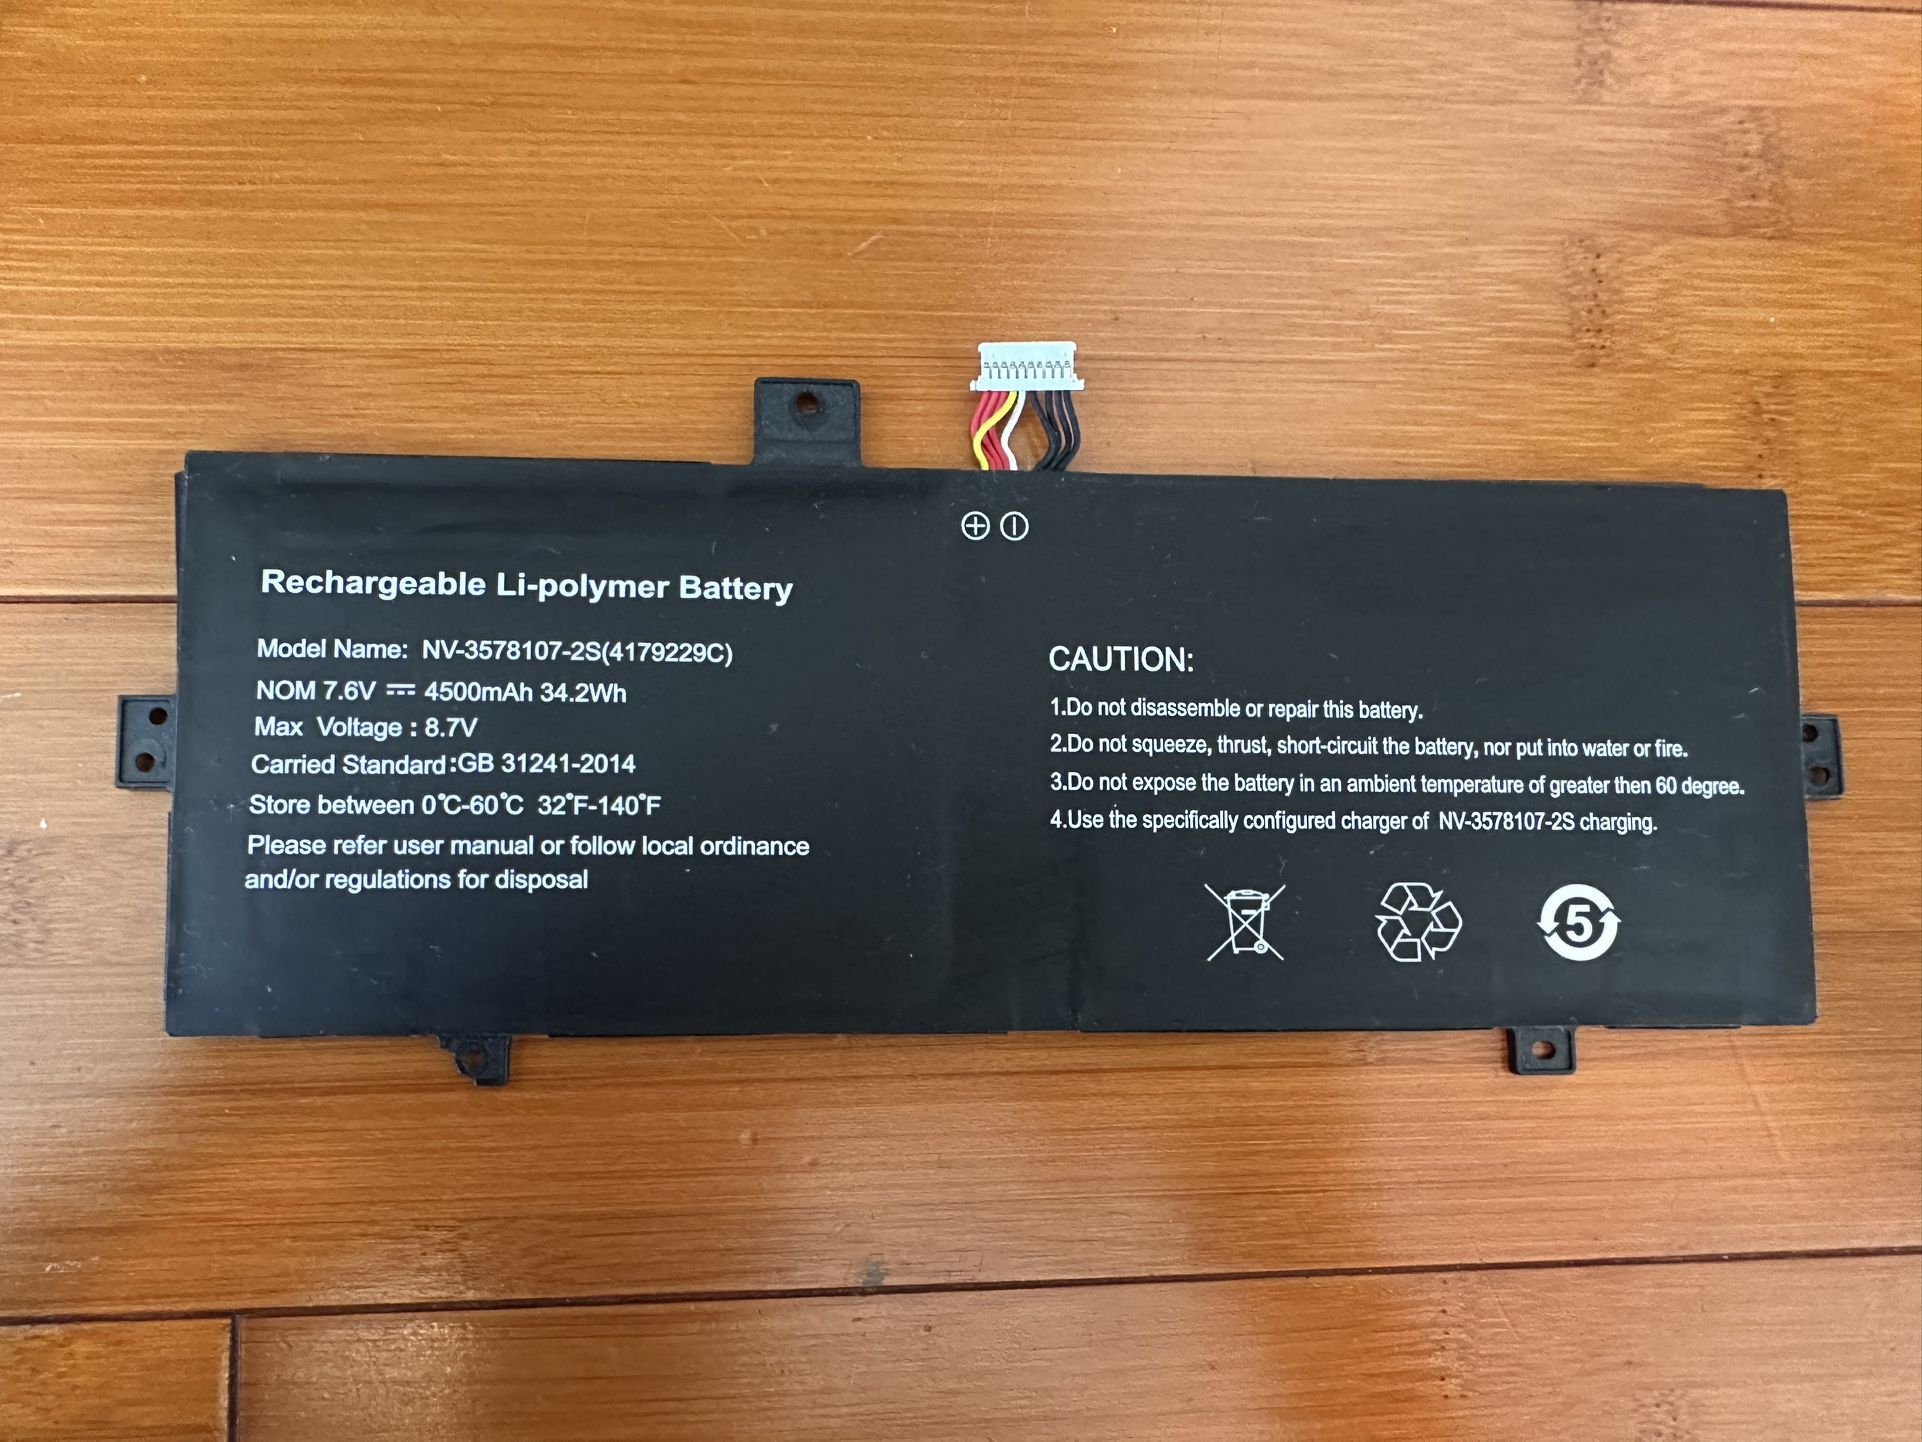 Rechargeable Li-polymer Battery
Model Name: NV-3578107-2S(4179229C)
NOM 7.6V ⎓ 4500mAh 34.2Wh
Max Voltage : 8.7V
Carried Standard:GB 31241-2014
Store between 0℃-60℃ 32℉-140℉
Please refer user manual or follow local ordinance
and/or regulations for disposal
CAUTION:
1.Do not disassemble or repair this battery.
2.Do not squeeze, thrust, short-circuit the battery, nor put into water or fire.
3.Do not expose the battery in an ambient temperature of greater then 60 degree.
4.Use the specifically configured charger of NV-3578107-2S charging.
5